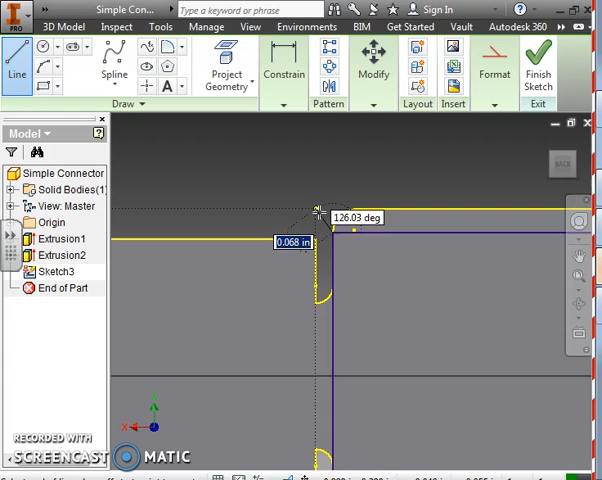 Simple Conn...
Type a keyword or phrase
Sign In
PRO
3D Model
Inspect
Tools
Manage
View
Environments
BIM
Get Started
Vault
Autodesk 360
Line
Spline
Project
Geometry
Constrain
Pattern
Modify
Layout
Insert
Format
Finish
Sketch
Draw
Exit
Model
Simple Connector
Solid Bodies(1)
View: Master
Origin
Extrusion1
Extrusion2
Sketch3
End of Part
BACK
126.03 deg
0.068 in
Y
X
RECORDED WITH
SCREENCAST
MATIC